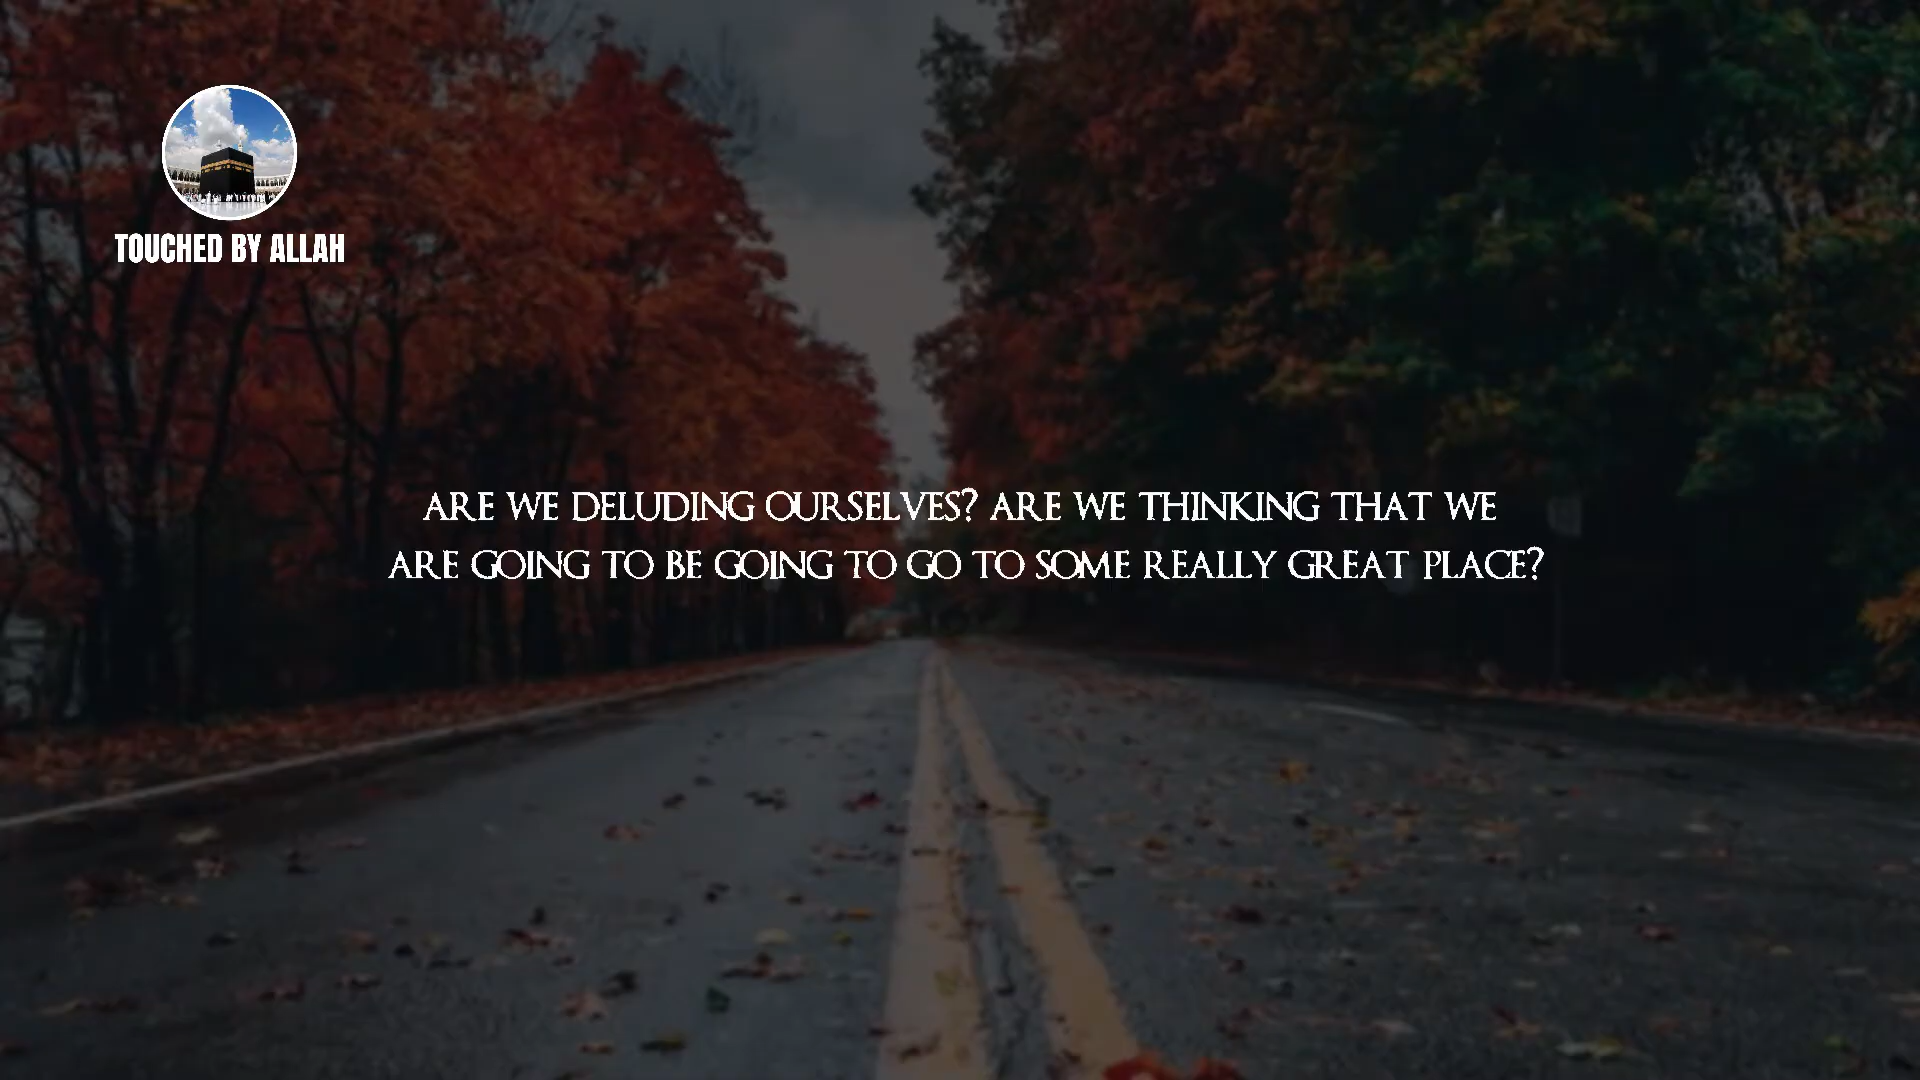 TOUCHED BY ALLAH
ARE WE DELUDING OURSELVES? ARE WE THINKING THAT WE
ARE GOING TO BE GOING TO GO TO SOME REALLY GREAT PLACE?